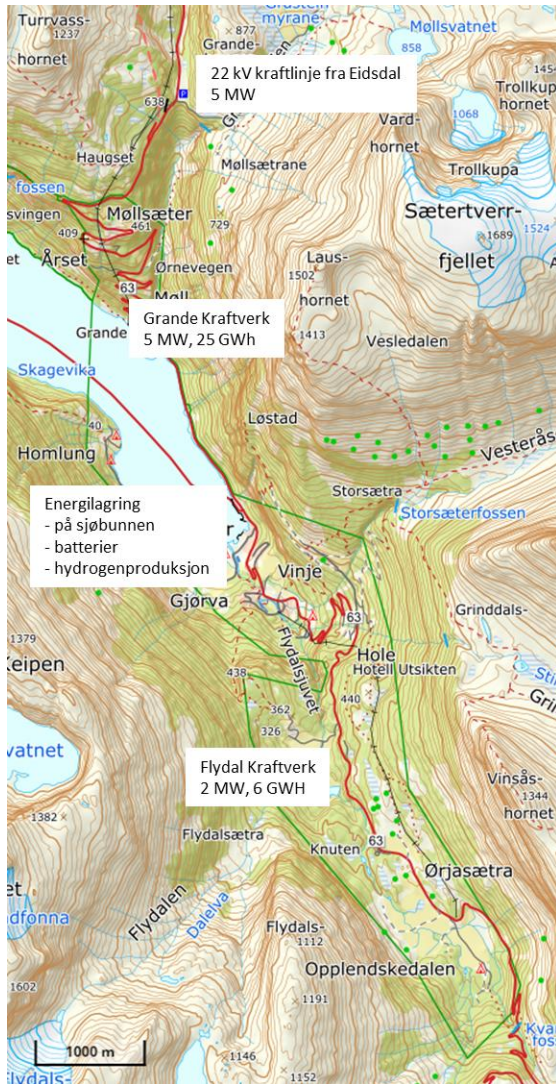 Turrvass-
1237
hornet
Grande-
877
myrane
Møllsvatnet
858
1454
Trollkup
hornet
22 kV kraftlinje fra Eidsdal
5 MW
638
P
Vard-
hornet
1068
Haugset
Møllsætrane
Trollkupa
fossen
svingen
Møllsæter
409
461
729
Sætertverr-
1689
1524
fjellet
Årset
Ørnevegen
63
Laus-
1502
hornet
Grande Kraftverk
5 MW, 25 GWh
Grande
1413
Vesledalen
Skagevika
Løstad
40
Homlung
Vesterås
Storsætra
Storsæterfossen
Energilagring
- på sjøbunnen
- batterier
- hydrogenproduksjon
Vinje
Gjørva
63
Grinddals-
1379
Keipen
Flydalsjuvet
Hole
Hotell Utsikten
438
440
362
326
vatnet
Flydal Kraftverk
2 MW, 6 GWH
Vinsås-
1344
hornet
1382
Flydalsætra
Knuten
63
Ørjasætra
Flydalen
Dalelva
Flydals-
1112
Opplendskedalen
1602
1191
1000 m
1146
1152